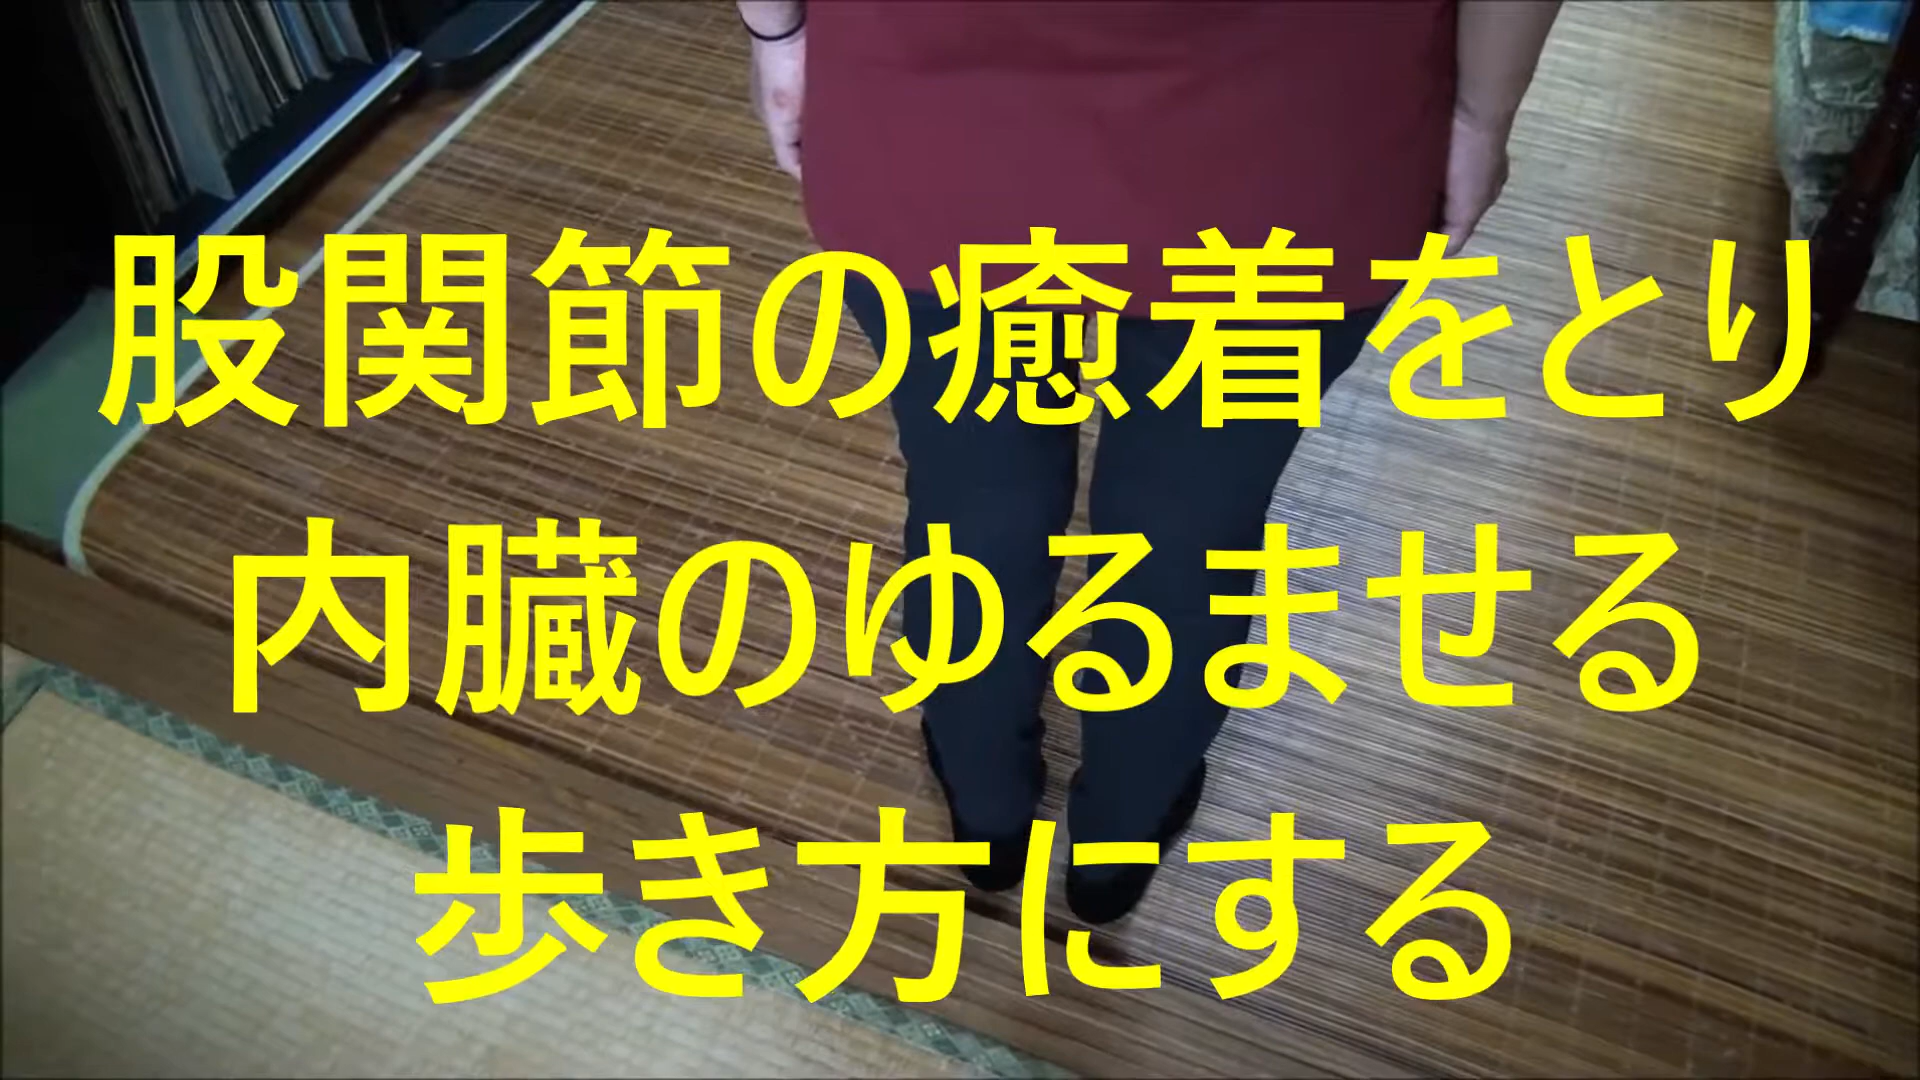 股関節の癒着をとり
内臓のゆるませる
歩き方にする